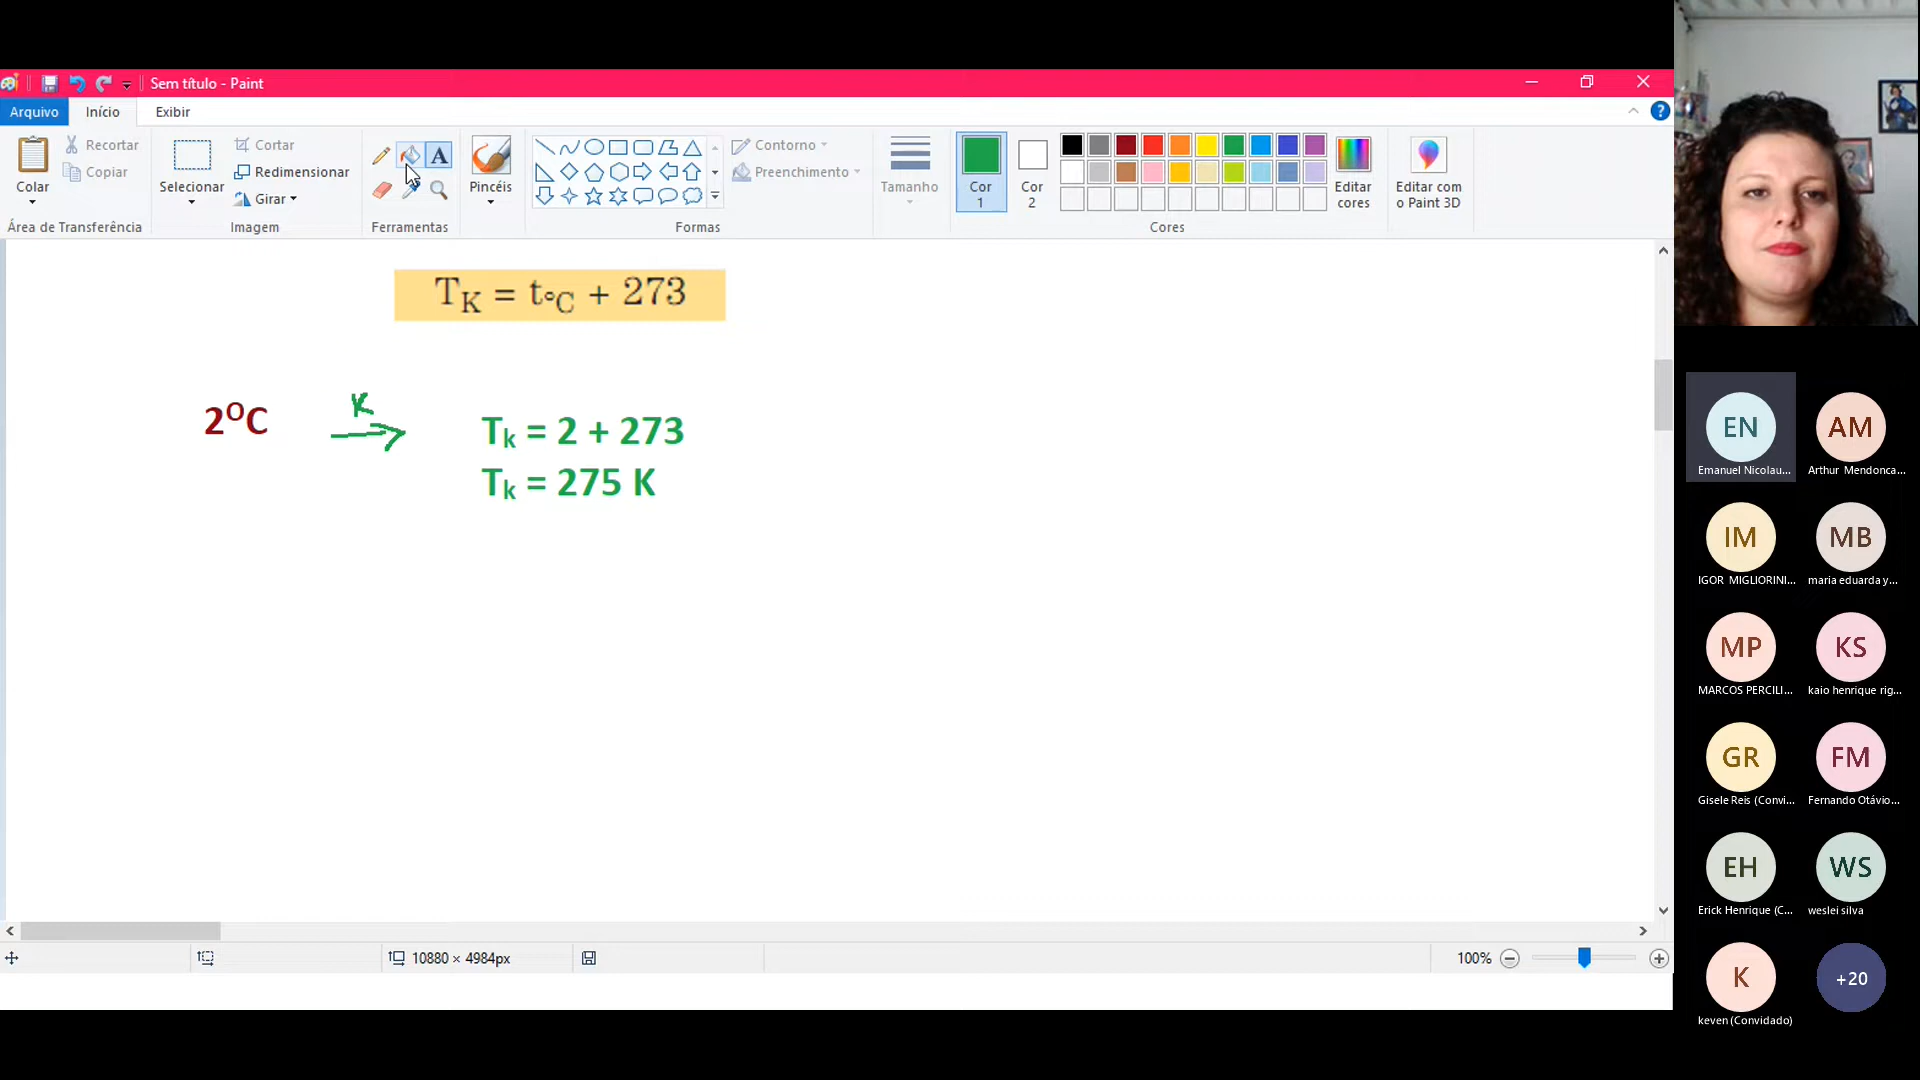 Sem título - Paint
Arquivo
Início
Exibir
Colar
Recortar
Copiar
Área de Transferência
Selecionar
Cortar
Redimensionar
Girar
Imagem
A
Ferramentas
Pincéis
Formas
Contorno
Preenchimento
Tamanho
Cor 1
Cor 2
Cores
Editar cores
Editar com o Paint 3D
T_K = t_°C + 273
2ᴼC
K
Tₖ = 2 + 273
Tₖ = 275 K
10880 × 4984px
100%
EN
Emanuel Nicolau...
AM
Arthur Mendonca...
IM
IGOR MIGLIORINI...
MB
maria eduarda y...
MP
MARCOS PERCILI...
KS
kaio henrique rig...
GR
Gisele Reis (Convi...
FM
Fernando Otávio...
EH
Erick Henrique (C...
WS
weslei silva
K
keven (Convidado)
+20